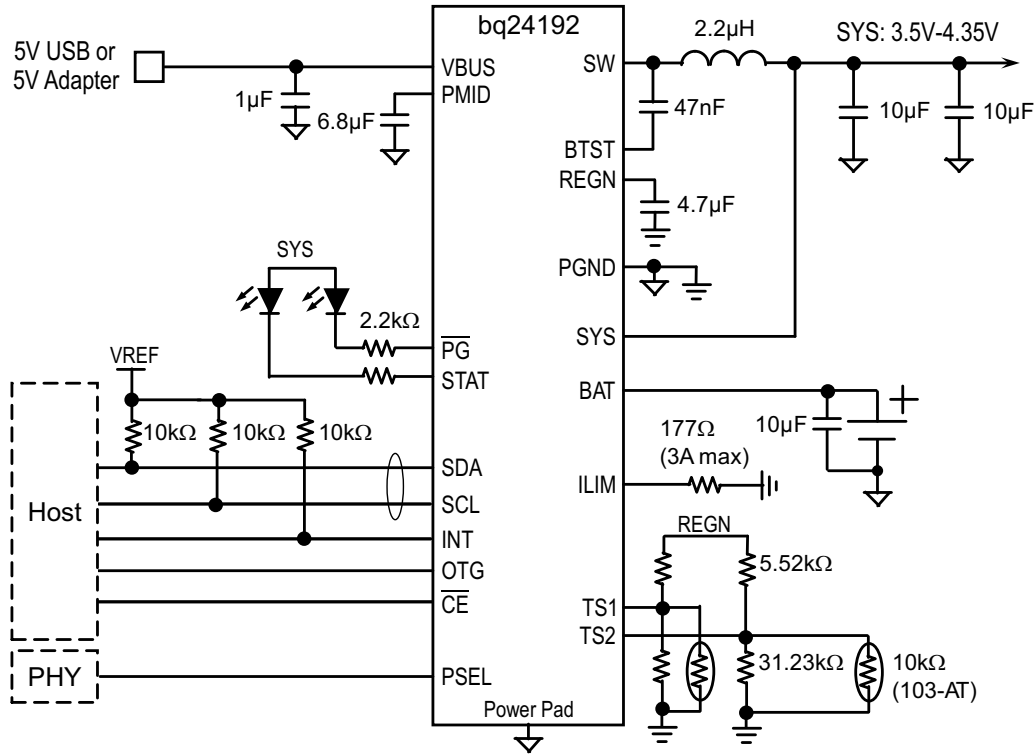 bq24192
5V USB or
5V Adapter
1µF
6.8µF
VBUS
PMID
SW
2.2µH
SYS: 3.5V-4.35V
47nF
10µF
10µF
BTST
REGN
4.7µF
PGND
SYS
SYS
2.2kΩ
PG
STAT
VREF
10kΩ
10kΩ
10kΩ
BAT
10µF
+
177Ω
(3A max)
ILIM
Host
SDA
SCL
INT
OTG
CE
REGN
5.52kΩ
TS1
TS2
31.23kΩ
10kΩ
(103-AT)
PHY
PSEL
Power Pad